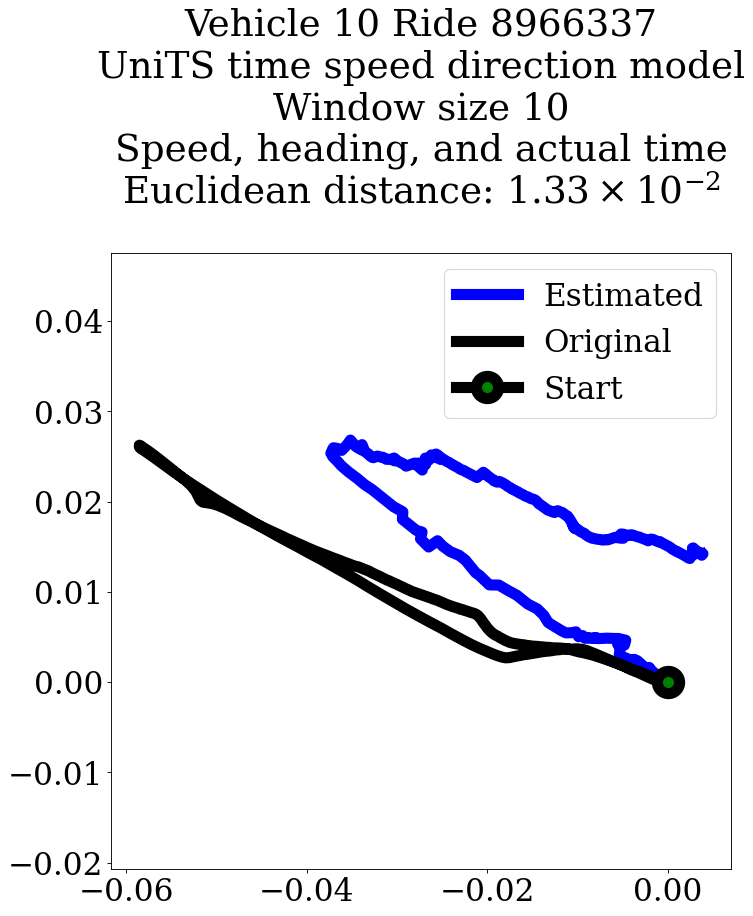 Vehicle 10 Ride 8966337
UniTS time speed direction model
Window size 10
Speed, heading, and actual time
Euclidean distance: 1.33 × 10⁻²
Estimated
Original
Start
0.04
0.03
0.02
0.01
0.00
−0.01
−0.02
−0.06 −0.04 −0.02 0.00